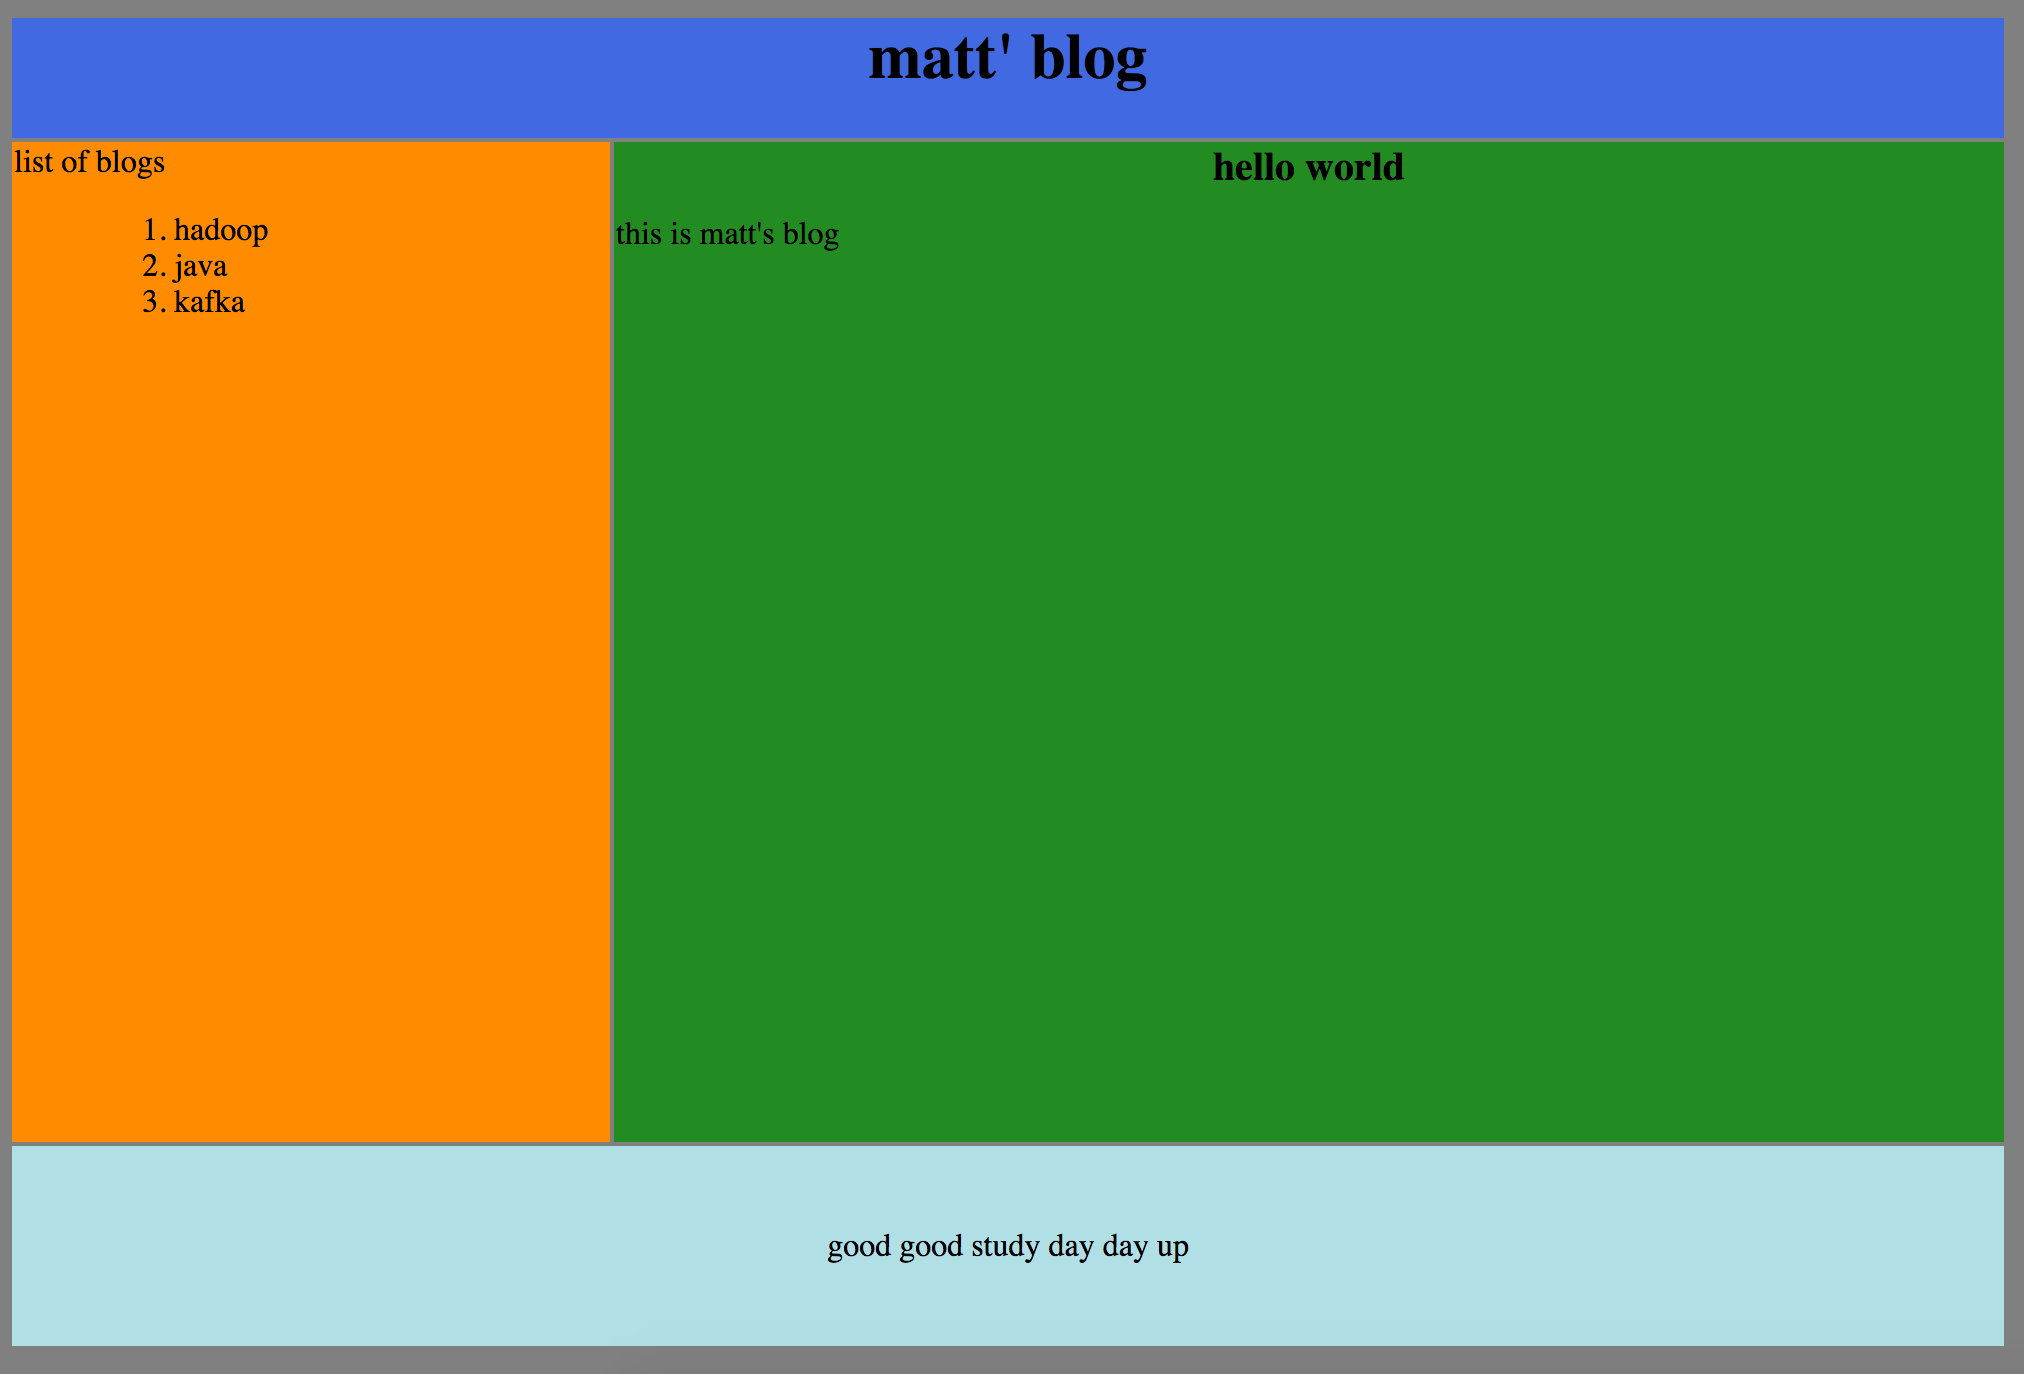 matt' blog
list of blogs
1. hadoop
2. java
3. kafka
hello world
this is matt's blog
good good study day day up